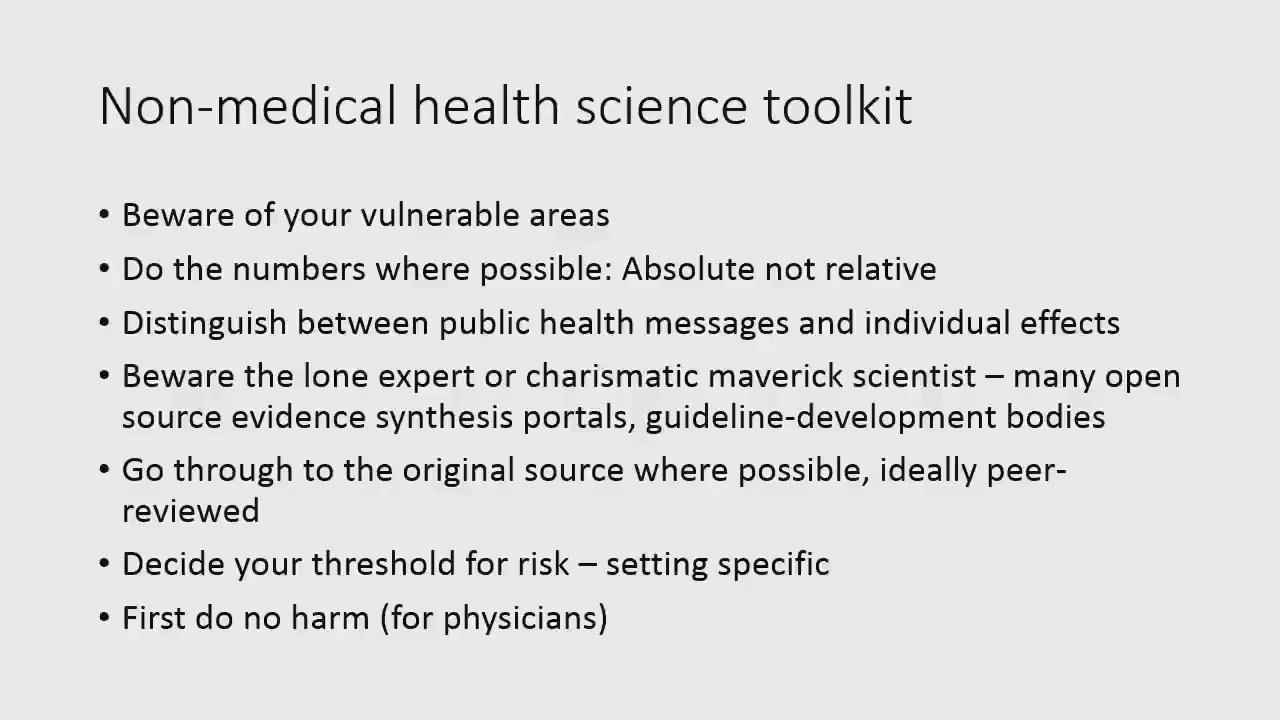 Non-medical health science toolkit
• Beware of your vulnerable areas
• Do the numbers where possible: Absolute not relative
• Distinguish between public health messages and individual effects
• Beware the lone expert or charismatic maverick scientist – many open
source evidence synthesis portals, guideline-development bodies
• Go through to the original source where possible, ideally peer-
reviewed
• Decide your threshold for risk – setting specific
• First do no harm (for physicians)